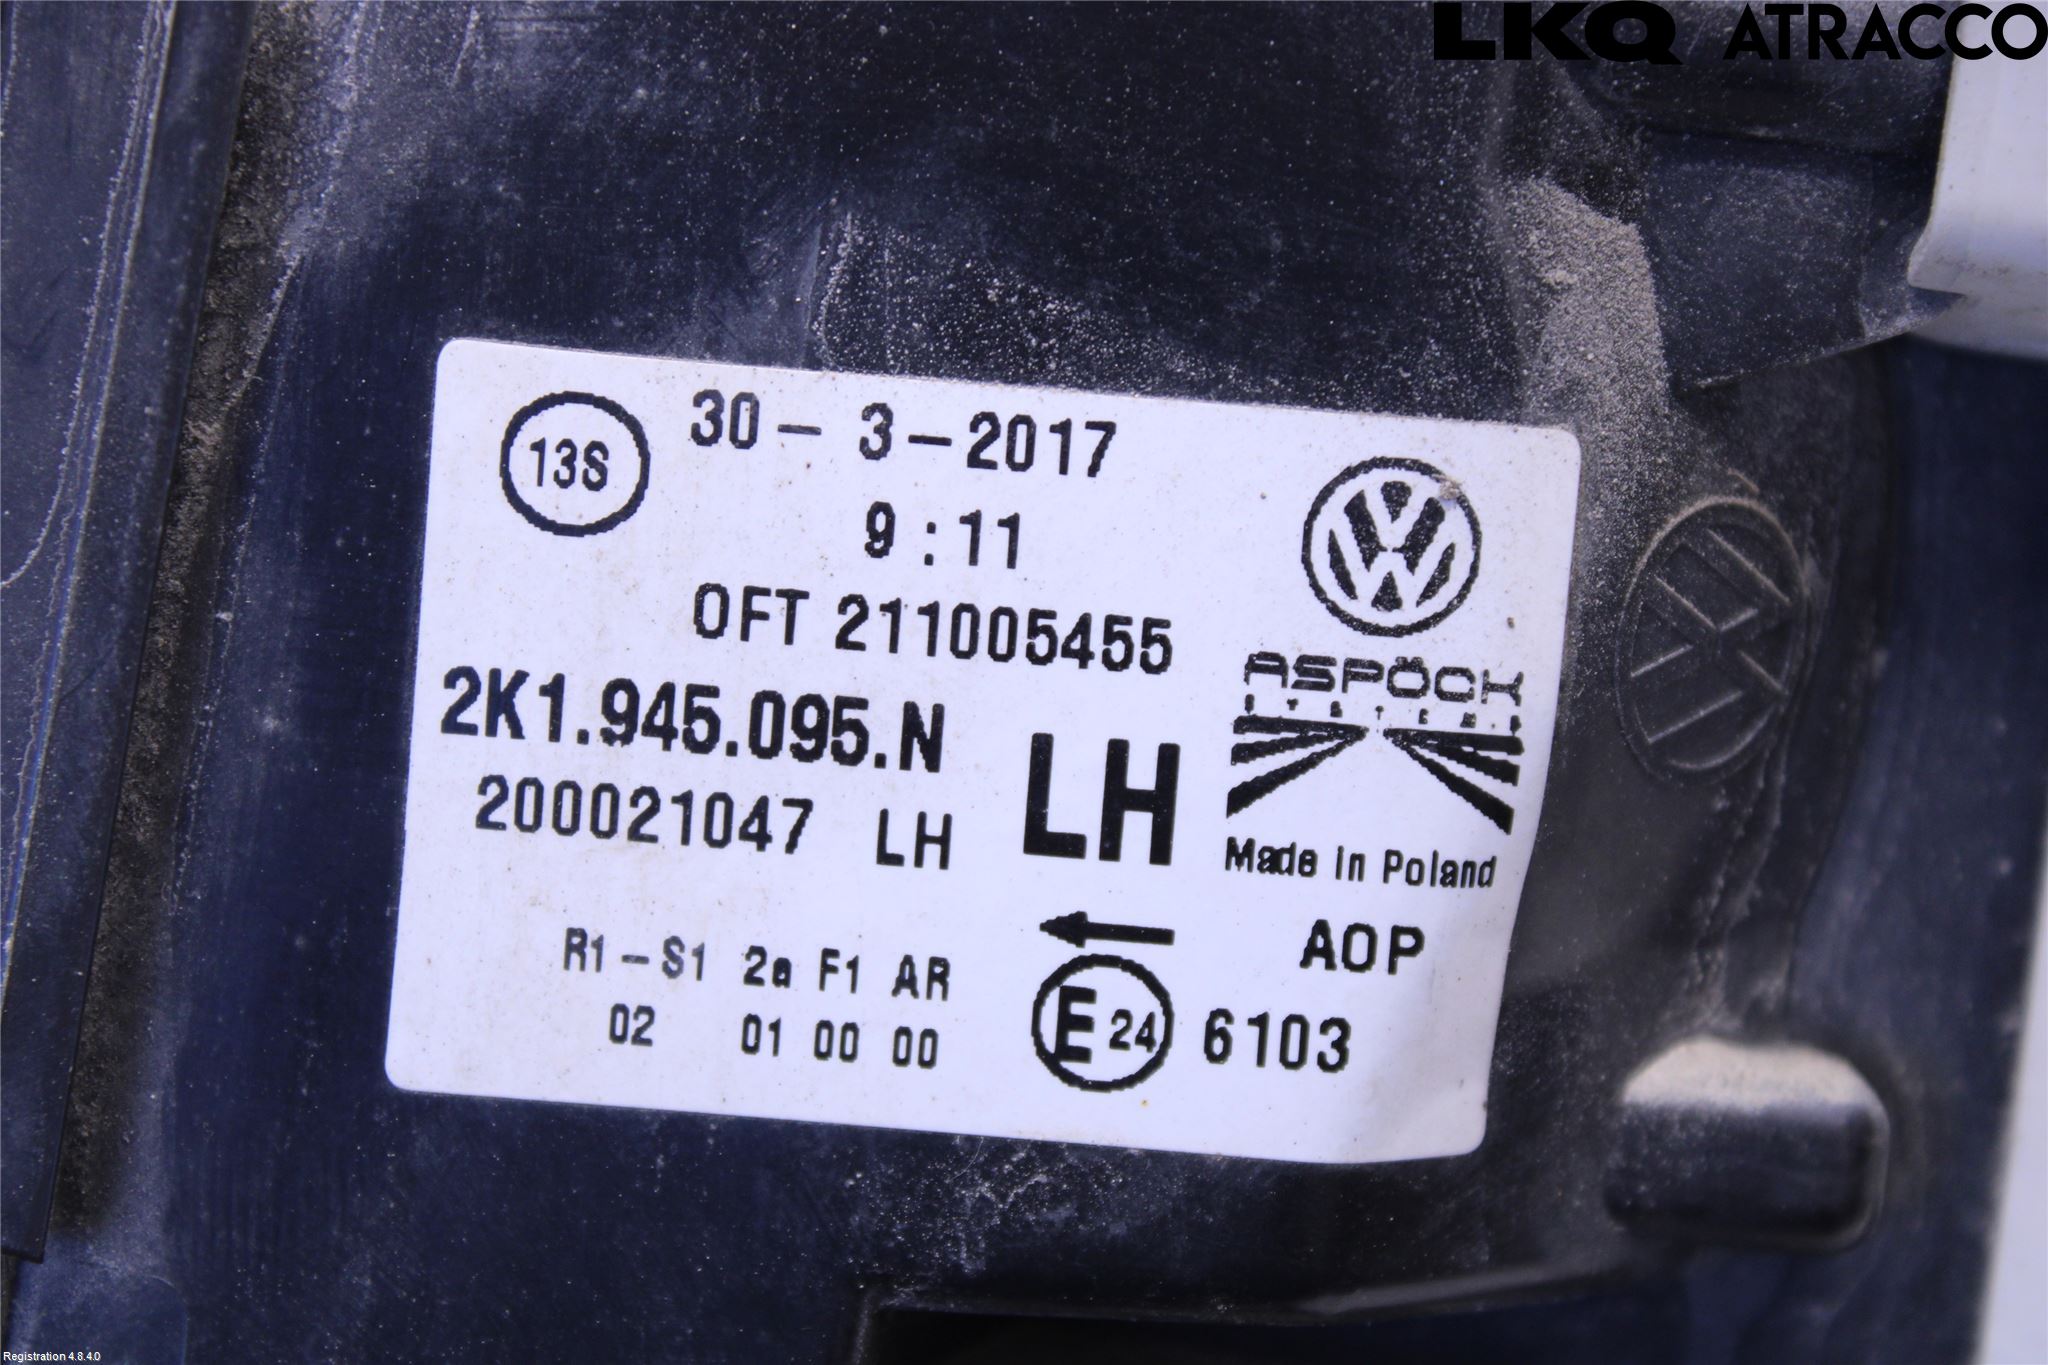 LKQ ATRACCO
13S
30 - 3 - 2017
9 : 11
OFT 211005455
2K1.945.095.N
LH
200021047 LH
ASPÖCK
SYSTEMS
Made in Poland
R1 - S1 2a F1 AR
02 01 00 00
AOP
E 24 6103
Registration 4.8.4.0